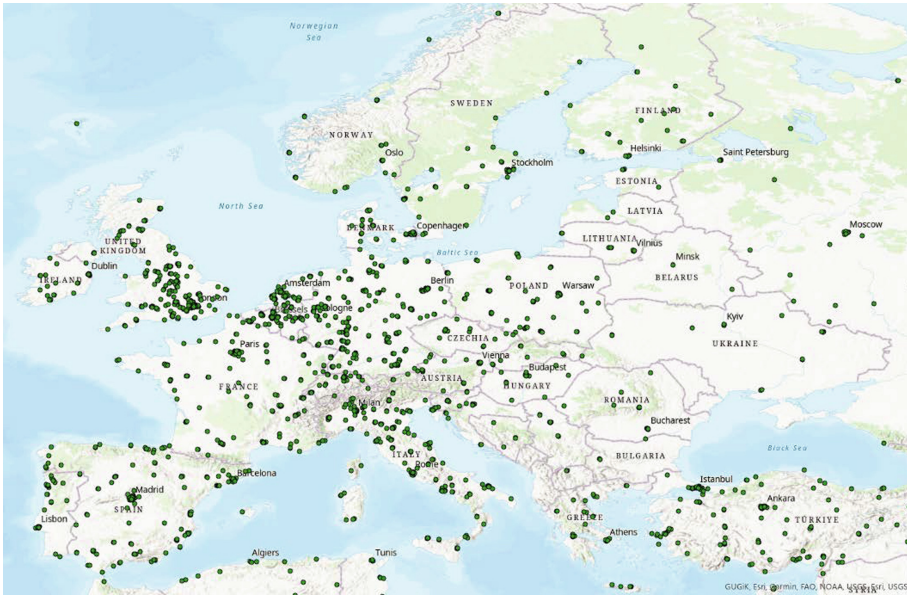 Norwegian
Sea
SWEDEN
FINLAND
NORWAY
Oslo
Helsinki
Saint Petersburg
Stockholm
ESTONIA
North Sea
LATVIA
Copenhagen
DENMARK
Moscow
UNITED
KINGDOM
LITHUANIA
Vilnius
Baltic Sea
Minsk
Dublin
IRELAND
BELARUS
Amsterdam
Berlin
POLAND
Warsaw
London
Brussels
Cologne
Kyiv
Paris
CZECHIA
UKRAINE
Vienna
Budapest
FRANCE
AUSTRIA
HUNGARY
Milan
ROMANIA
Bucharest
Black Sea
ITALY
BULGARIA
Rome
Barcelona
Istanbul
Madrid
SPAIN
Ankara
Lisbon
GREECE
TÜRKIYE
Athens
Algiers
Tunis
GUGiK, Esri, Garmin, FAO, NOAA, USGS, Esri, USGS
SYRIA